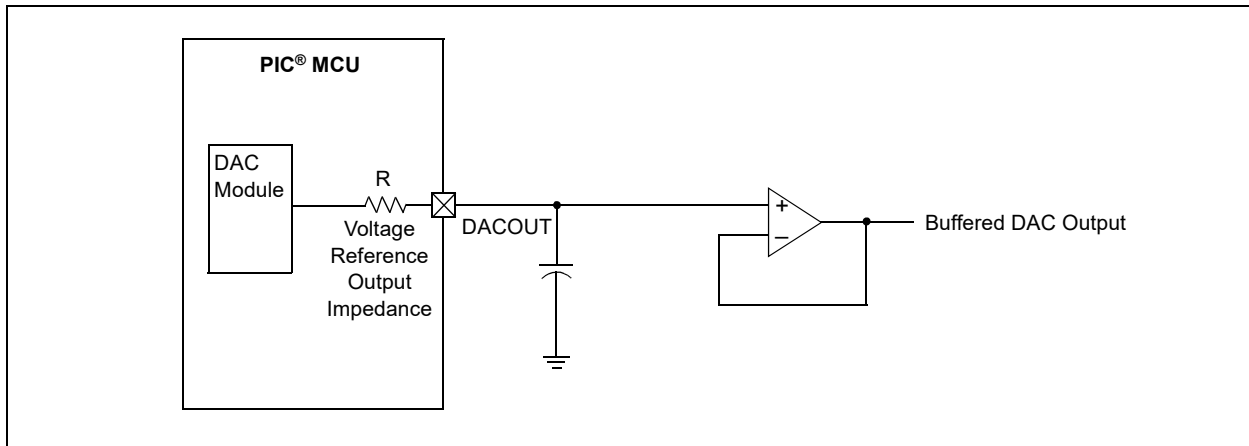 PIC® MCU
DAC
Module
R
Voltage
Reference
Output
Impedance
DACOUT
+
–
Buffered DAC Output